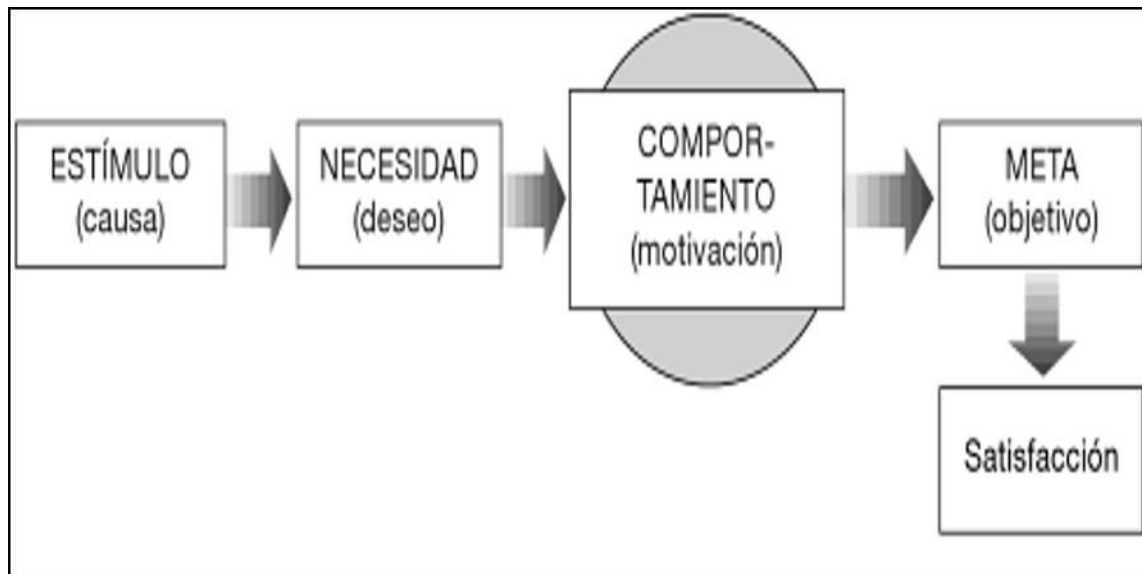 ESTÍMULO
(causa)
NECESIDAD
(deseo)
COMPOR-
TAMIENTO
(motivación)
META
(objetivo)
Satisfacción